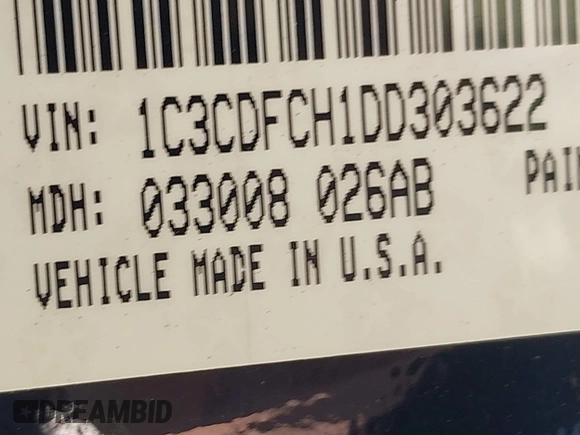 VIN: 1C3CDFCH1DD303622
MDH: 033008 026AB PAI
VEHICLE MADE IN U.S.A.
DREAMBID